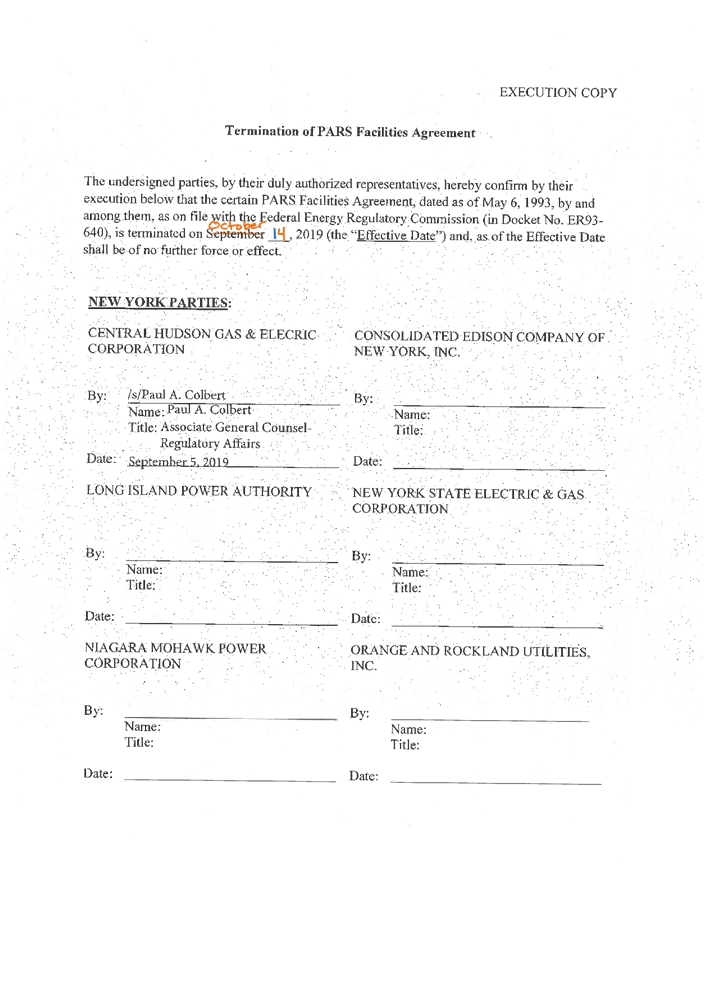 EXECUTION COPY
Termination of PARS Facilities Agreement
The undersigned parties, by their duly authorized representatives, hereby confirm by their
execution below that the certain PARS Facilities Agreement, dated as of May 6, 1993, by and
among them, as on file with the Federal Energy Regulatory Commission (in Docket No. ER93-
October
640), is terminated on September 14, 2019 (the “Effective Date”) and, as of the Effective Date
shall be of no further force or effect.
NEW YORK PARTIES:
CENTRAL HUDSON GAS & ELECRIC
CORPORATION
By: /s/Paul A. Colbert
Name: Paul A. Colbert
Title: Associate General Counsel-
Regulatory Affairs
Date: September 5, 2019
CONSOLIDATED EDISON COMPANY OF
NEW YORK, INC.
By:
Name:
Title:
Date:
LONG ISLAND POWER AUTHORITY
By:
Name:
Title:
Date:
NEW YORK STATE ELECTRIC & GAS
CORPORATION
By:
Name:
Title:
Date:
NIAGARA MOHAWK POWER
CORPORATION
By:
Name:
Title:
Date:
ORANGE AND ROCKLAND UTILITIES,
INC.
By:
Name:
Title:
Date: